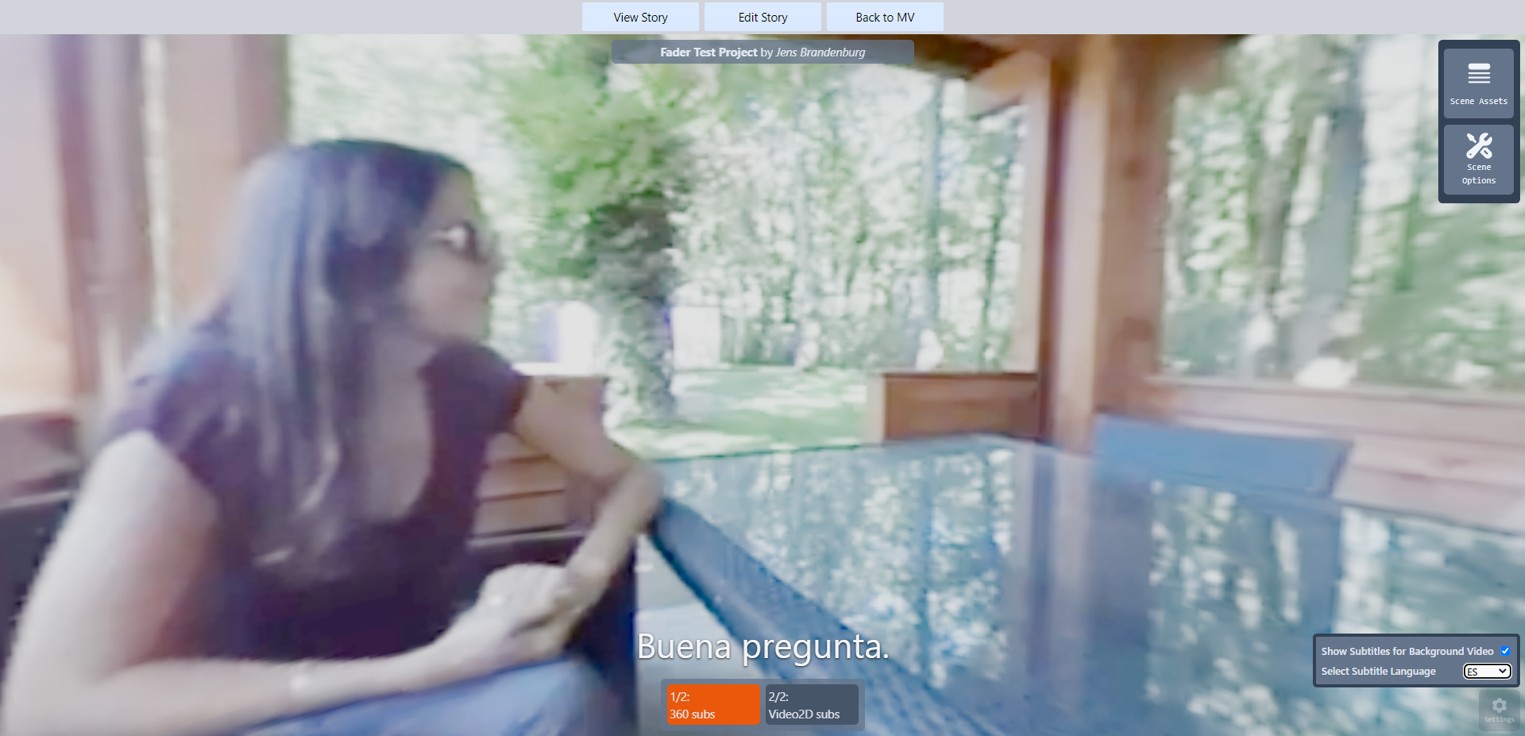 View Story
Edit Story
Back to MV
Fader Test Project by Jens Brandenburg
Scene Assets
Scene
Options
Buena pregunta.
Show Subtitles for Background Video
Select Subtitle Language ES
1/2:
360 subs
2/2:
Video2D subs
Settings